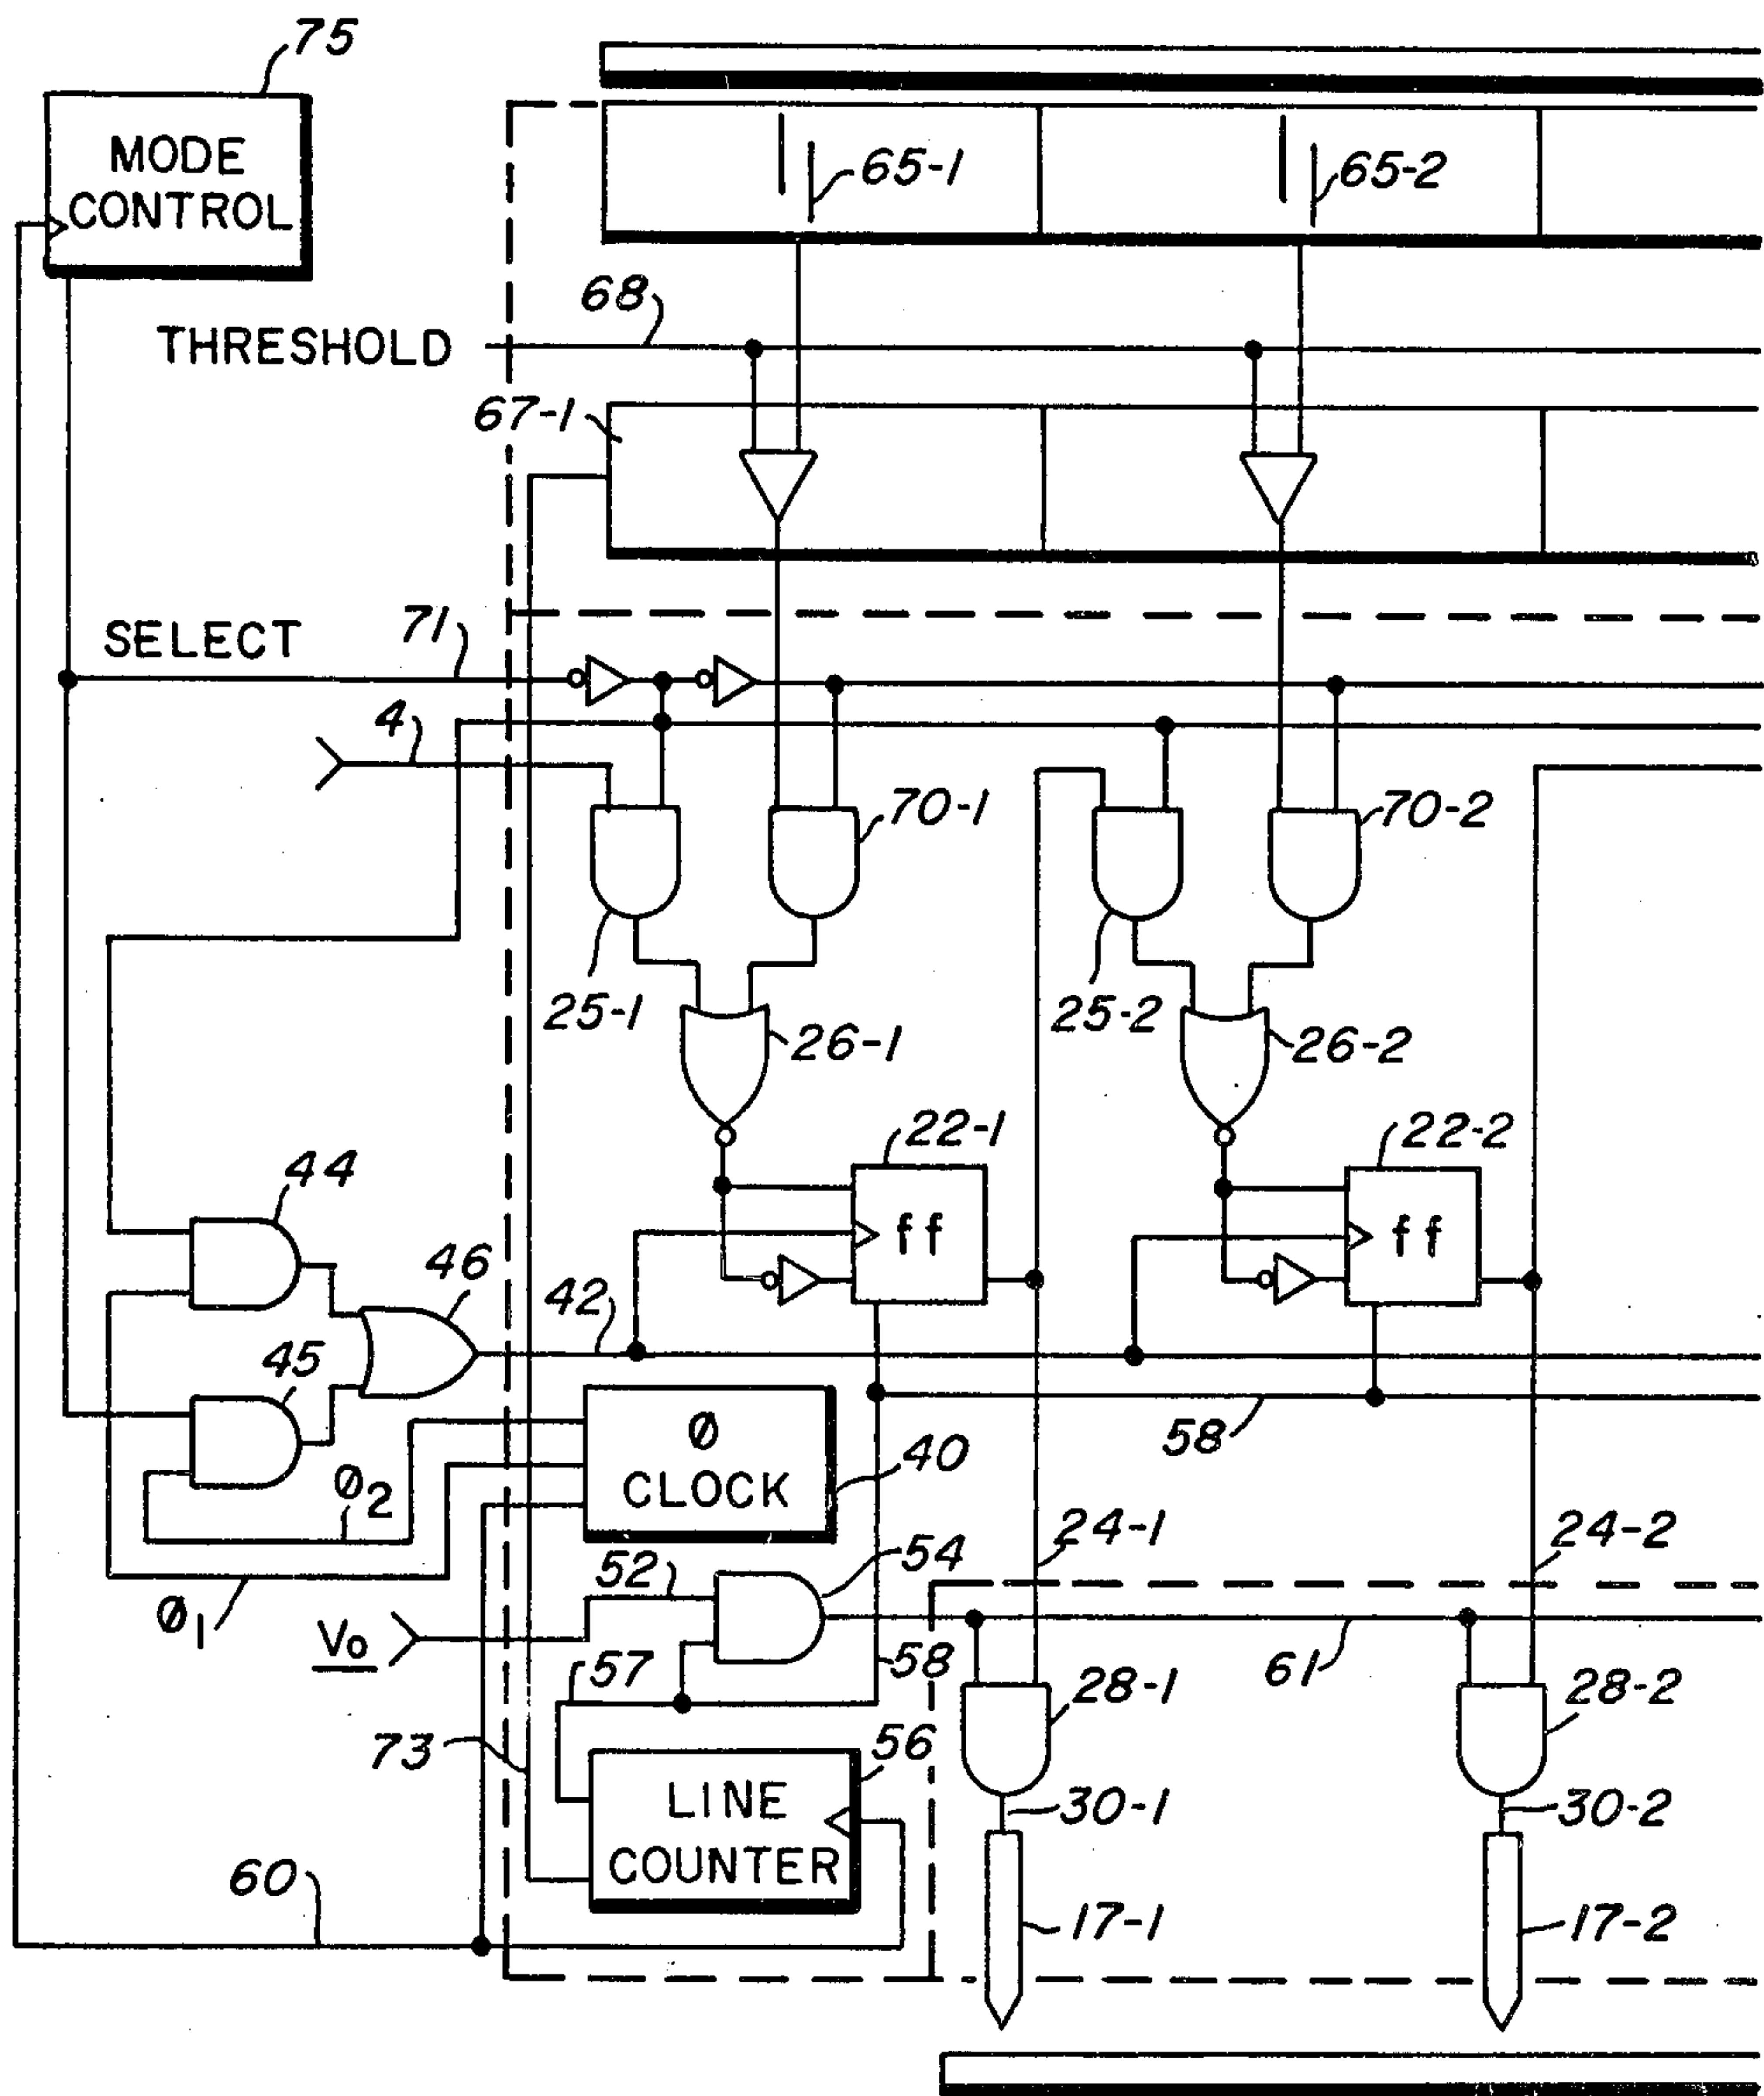 75
MODE
CONTROL
65-1
65-2
68
THRESHOLD
67-1
SELECT
71
4
70-1
70-2
25-1
25-2
26-1
26-2
22-1
22-2
44
ff
ff
46
42
45
Ø
CLOCK
40
58
Ø2
24-1
24-2
52
54
Ø1
Vo
57
58
61
28-1
28-2
73
56
LINE
COUNTER
30-1
30-2
60
17-1
17-2